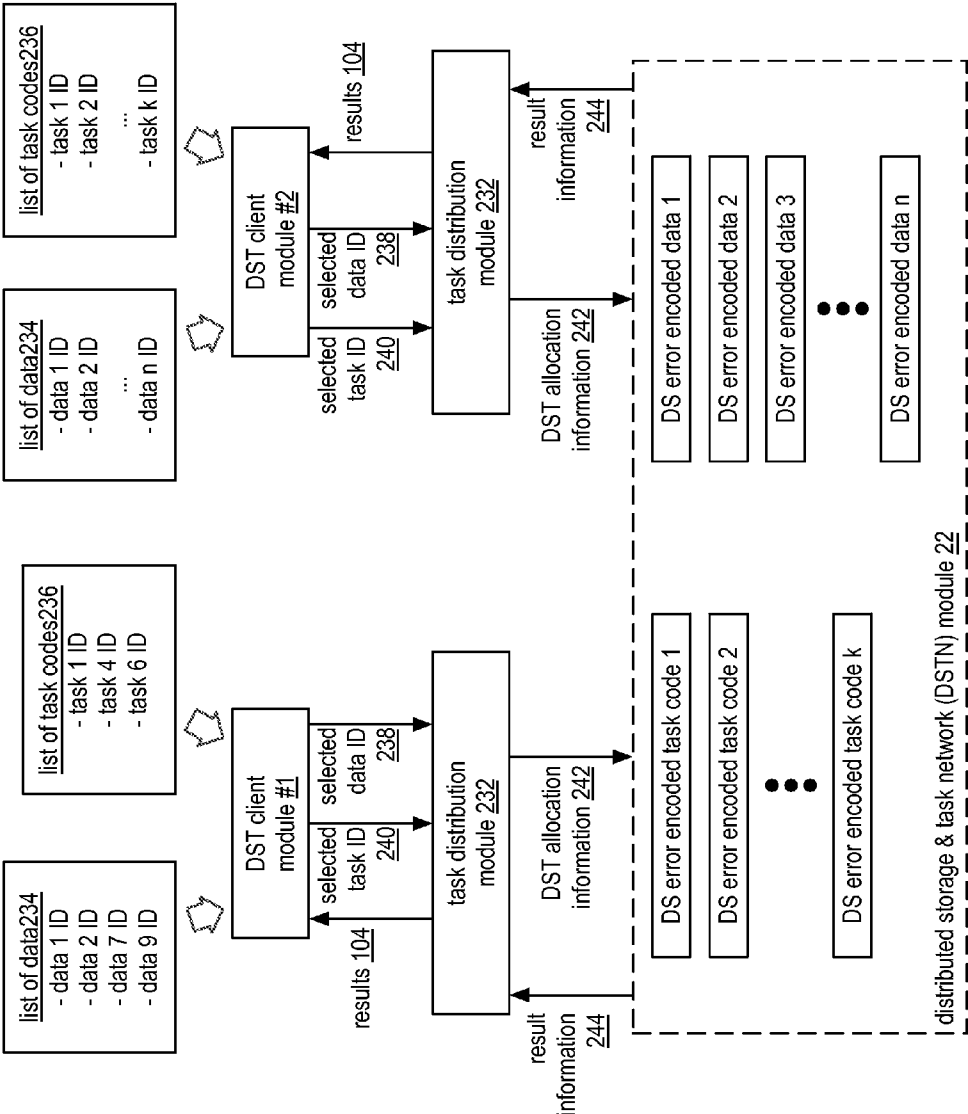 list of data234
- data 1 ID
- data 2 ID
- data 7 ID
- data 9 ID
list of task codes236
- task 1 ID
- task 4 ID
- task 6 ID
list of data234
- data 1 ID
- data 2 ID
...
- data n ID
list of task codes236
- task 1 ID
- task 2 ID
...
- task k ID
DST client
module #1
results 104
selected
task ID
240
selected
data ID
238
task distribution
module 232
result
information
244
DST allocation
information 242
DST client
module #2
selected
task ID
240
selected
data ID
238
results 104
task distribution
module 232
DST allocation
information 242
result
information
244
DS error encoded task code 1
DS error encoded task code 2
DS error encoded task code k
DS error encoded data 1
DS error encoded data 2
DS error encoded data 3
DS error encoded data n
distributed storage & task network (DSTN) module 22